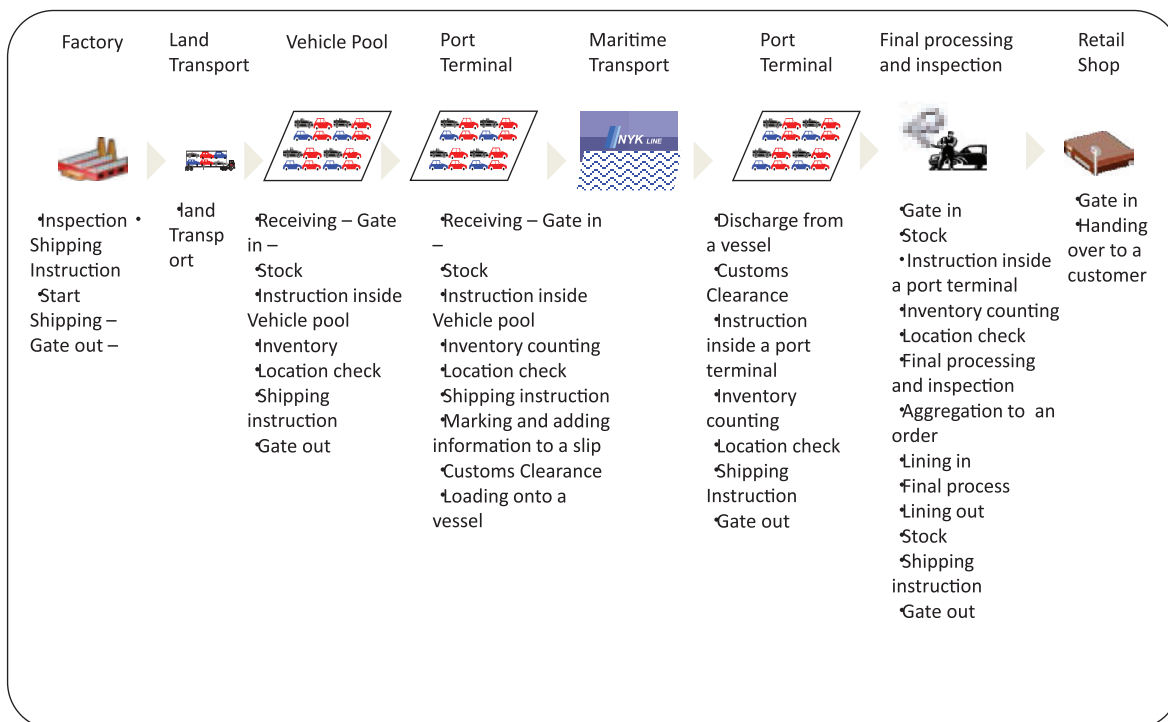 Factory
Land
Transport
Vehicle Pool
Port
Terminal
Maritime
Transport
Port
Terminal
Final processing
and inspection
Retail
Shop
NYK LINE
•Inspection •
Shipping
Instruction
•Start
Shipping –
Gate out –
•land
Transp
ort
•Receiving – Gate
in –
•Stock
•Instruction inside
Vehicle pool
•Inventory
•Location check
•Shipping
instruction
•Gate out
•Receiving – Gate in
–
•Stock
•Instruction inside
Vehicle pool
•Inventory counting
•Location check
•Shipping instruction
•Marking and adding
information to a slip
•Customs Clearance
•Loading onto a
vessel
•Discharge from
a vessel
•Customs
Clearance
•Instruction
inside a port
terminal
•Inventory
counting
•Location check
•Shipping
Instruction
•Gate out
•Gate in
•Stock
•Instruction inside
a port terminal
•Inventory counting
•Location check
•Final processing
and inspection
•Aggregation to an
order
•Lining in
•Final process
•Lining out
•Stock
•Shipping
instruction
•Gate out
•Gate in
•Handing
over to a
customer